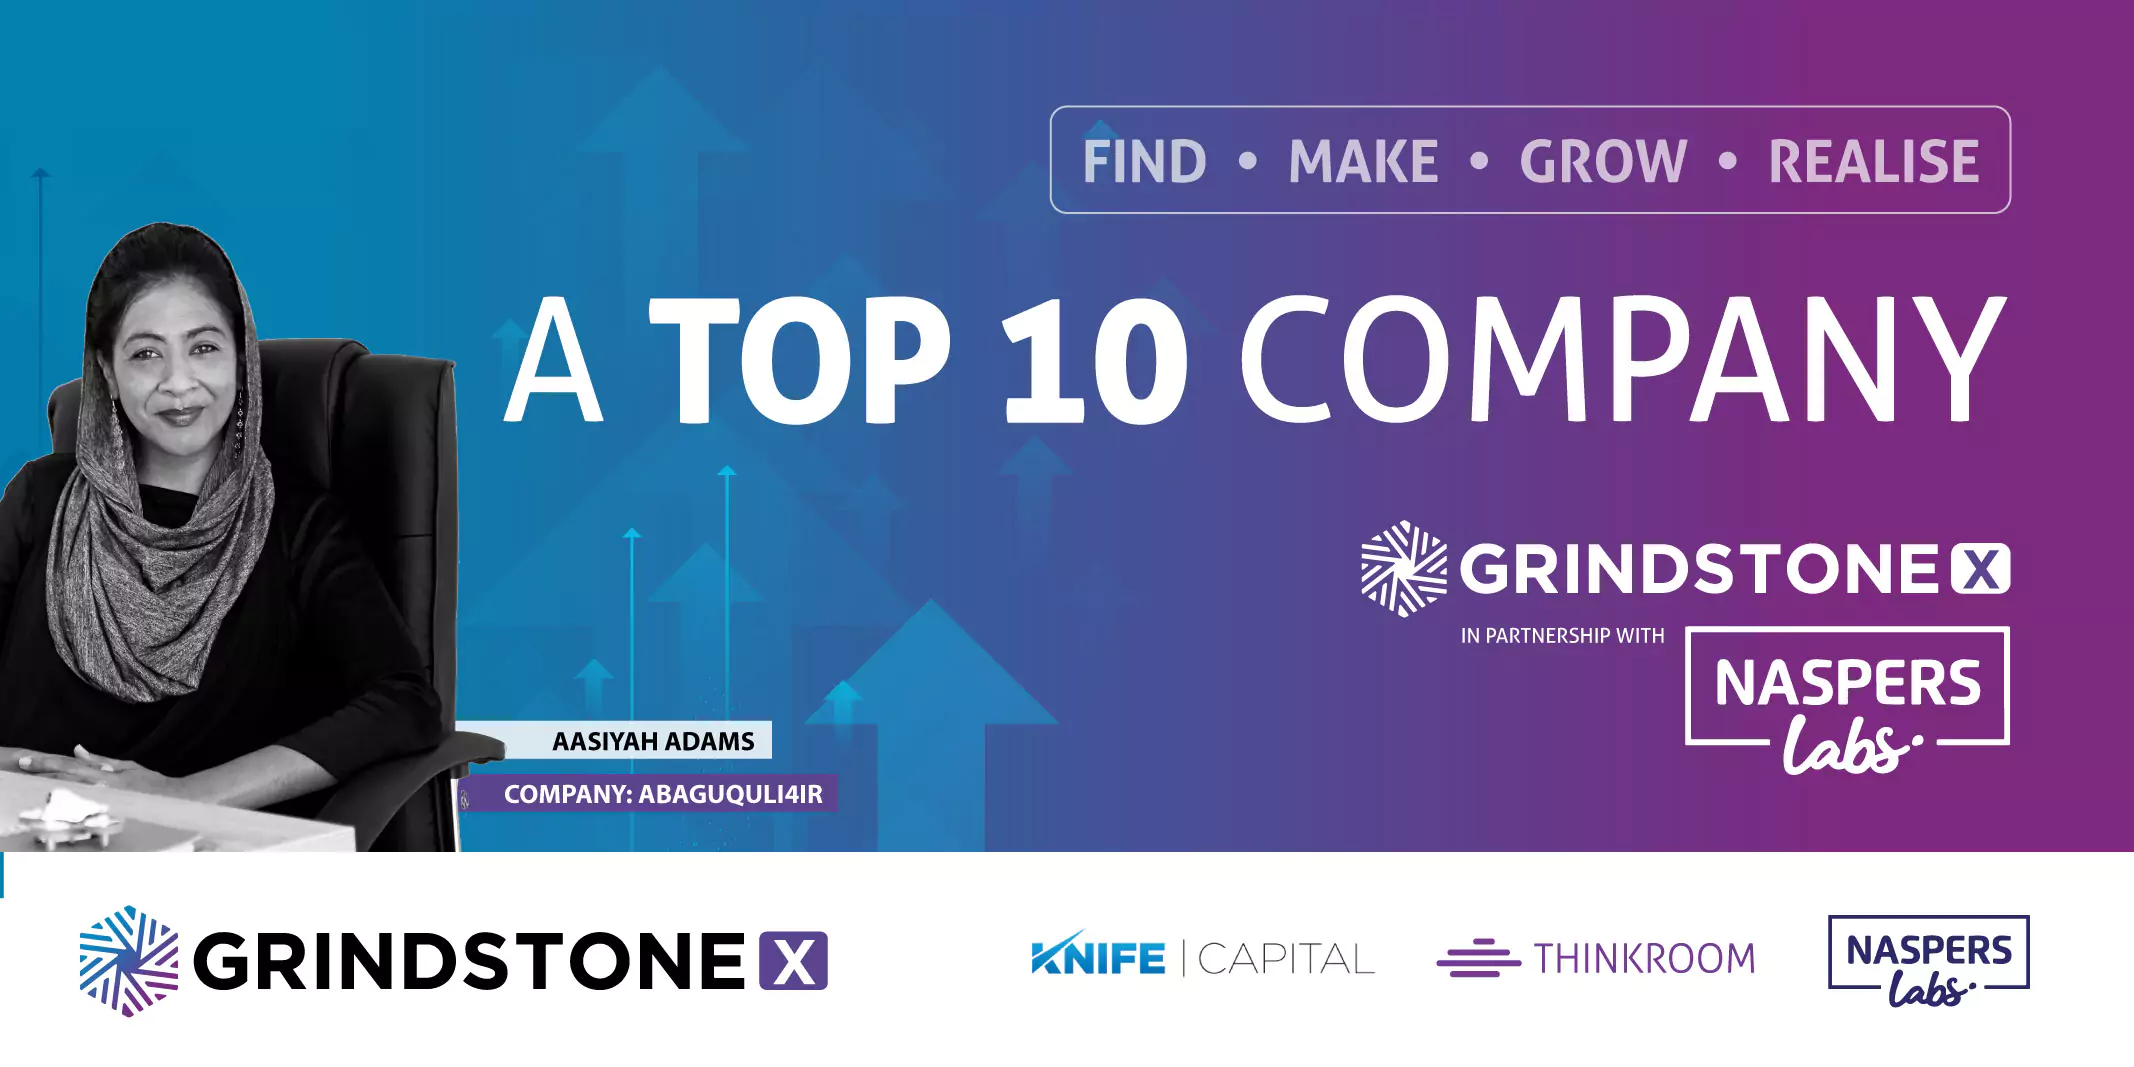 FIND • MAKE • GROW • REALISE
A TOP 10 COMPANY
GRINDSTONE X
IN PARTNERSHIP WITH
NASPERS
labs.
AASIYAH ADAMS
COMPANY: ABAGUQULI4IR
GRINDSTONE X
KNIFE | CAPITAL
THINKROOM
NASPERS
labs.